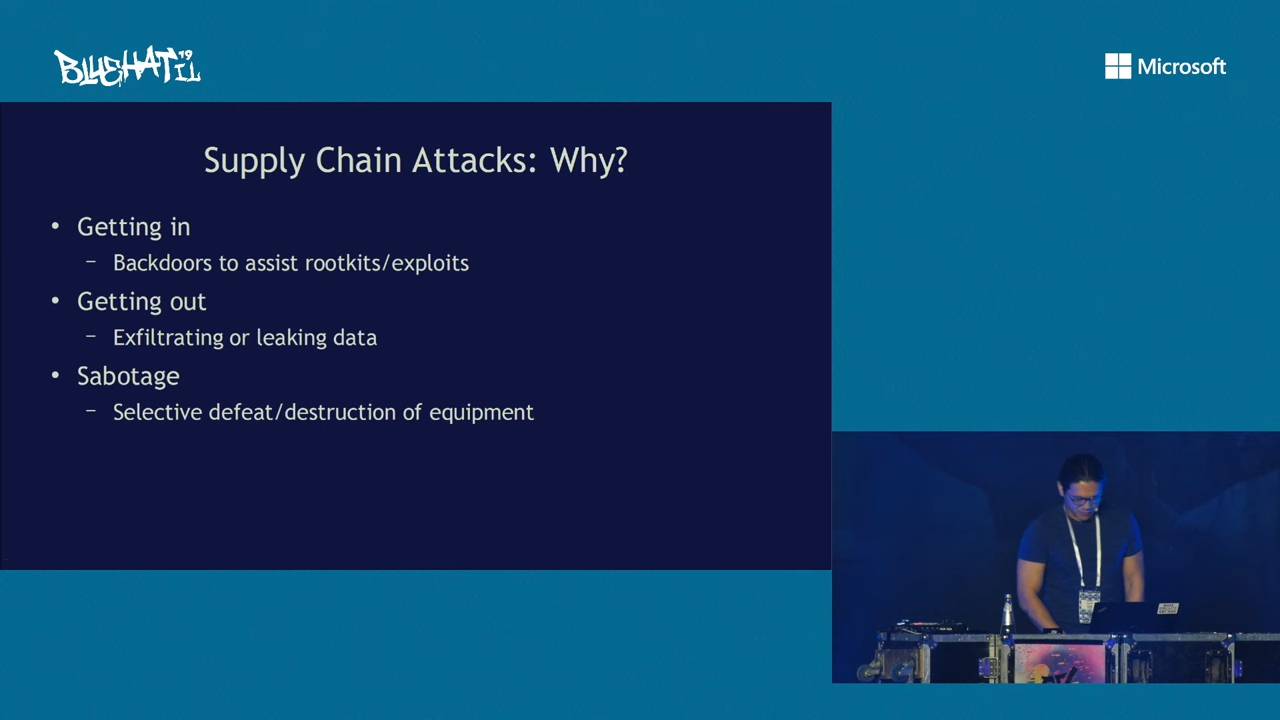 BLUEHAT'19
IL
Microsoft
Supply Chain Attacks: Why?
• Getting in
– Backdoors to assist rootkits/exploits
• Getting out
– Exfiltrating or leaking data
• Sabotage
– Selective defeat/destruction of equipment